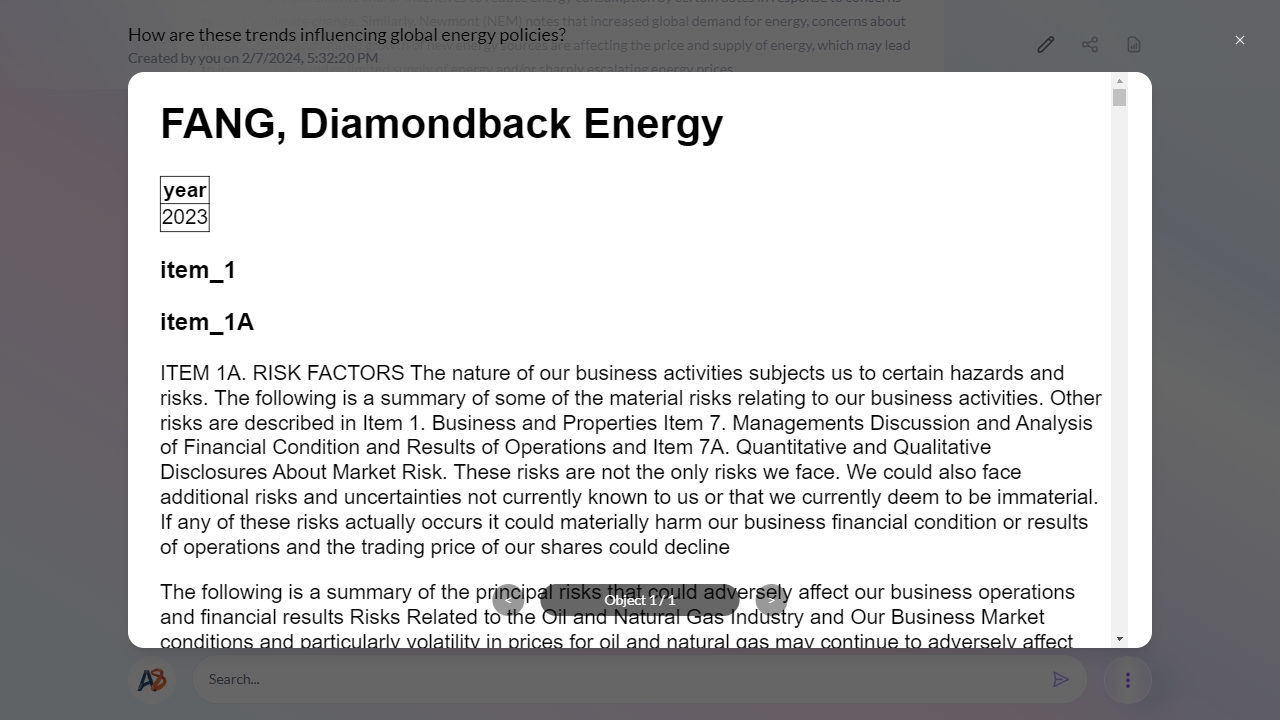 Similarly, Newmont (NEM) notes that increased global demand for energy, concerns about
How are these trends influencing global energy policies?
new energy sources are affecting the price and supply of energy, which may lead
Created by you on 2/7/2024, 5:32:20 PM
supply of energy and/or sharply escalating energy prices
FANG, Diamondback Energy
year
2023
item_1
item_1A
ITEM 1A. RISK FACTORS The nature of our business activities subjects us to certain hazards and
risks. The following is a summary of some of the material risks relating to our business activities. Other
risks are described in Item 1. Business and Properties Item 7. Managements Discussion and Analysis
of Financial Condition and Results of Operations and Item 7A. Quantitative and Qualitative
Disclosures About Market Risk. These risks are not the only risks we face. We could also face
additional risks and uncertainties not currently known to us or that we currently deem to be immaterial.
If any of these risks actually occurs it could materially harm our business financial condition or results
of operations and the trading price of our shares could decline
The following is a summary of the principal risks that could adversely affect our business operations
< Object 1 / 1 >
and financial results Risks Related to the Oil and Natural Gas Industry and Our Business Market
conditions and particularly volatility in prices for oil and natural gas may continue to adversely affect
Search...